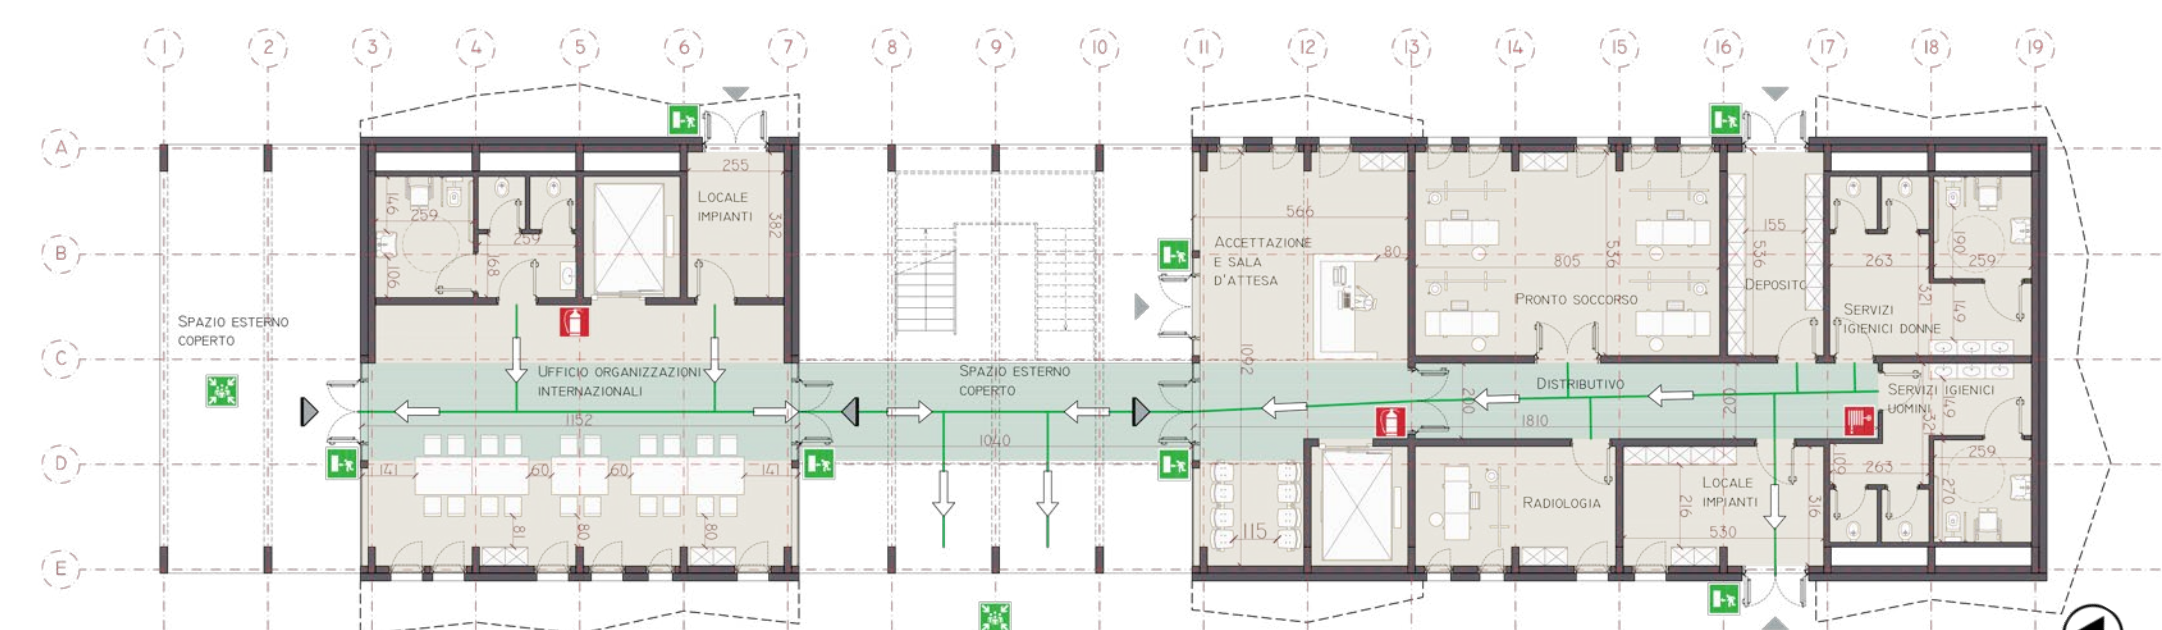 1 2 3 4 5 6 7 8 9 10 11 12 13 14 15 16 17 18 19
A
255
LOCALE
IMPIANTI
146
259
382
566
155
B
259
168
106
ACCETTAZIONE
E SALA
D'ATTESA
80
805
536
536
263
190
259
DEPOSITO
PRONTO SOCCORSO
321
149
SERVIZI
IGIENICI DONNE
SPAZIO ESTERNO
COPERTO
C
1092
UFFICIO ORGANIZZAZIONI
INTERNAZIONALI
SPAZIO ESTERNO
COPERTO
DISTRIBUTIVO
200
200
SERVIZI IGIENICI
UOMINI
149
321
1152
1810
1040
D
141
60
60
141
109
263
259
270
LOCALE
IMPIANTI
RADIOLOGIA
216
316
530
115
81
80
80
E